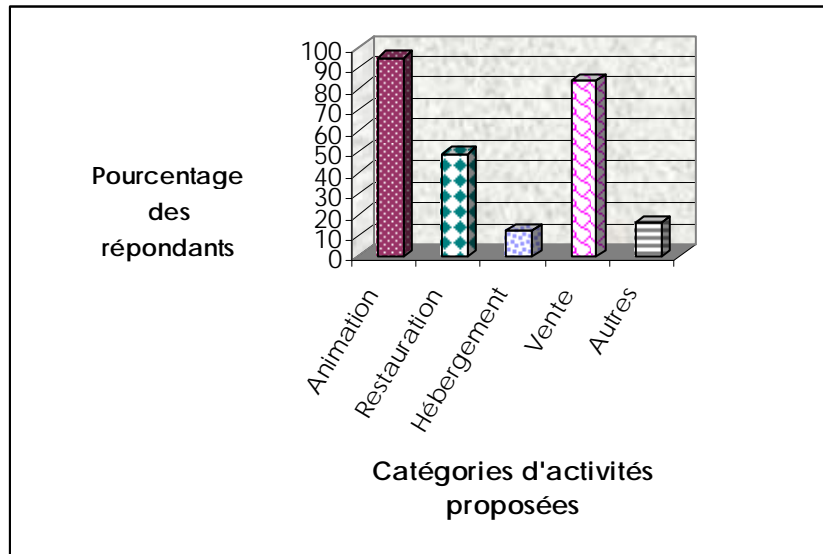 100
90
80
70
60
50
40
30
20
10
0
Pourcentage
des
répondants
Animation
Restauration
Hébergement
Vente
Autres
Catégories d'activités
proposées